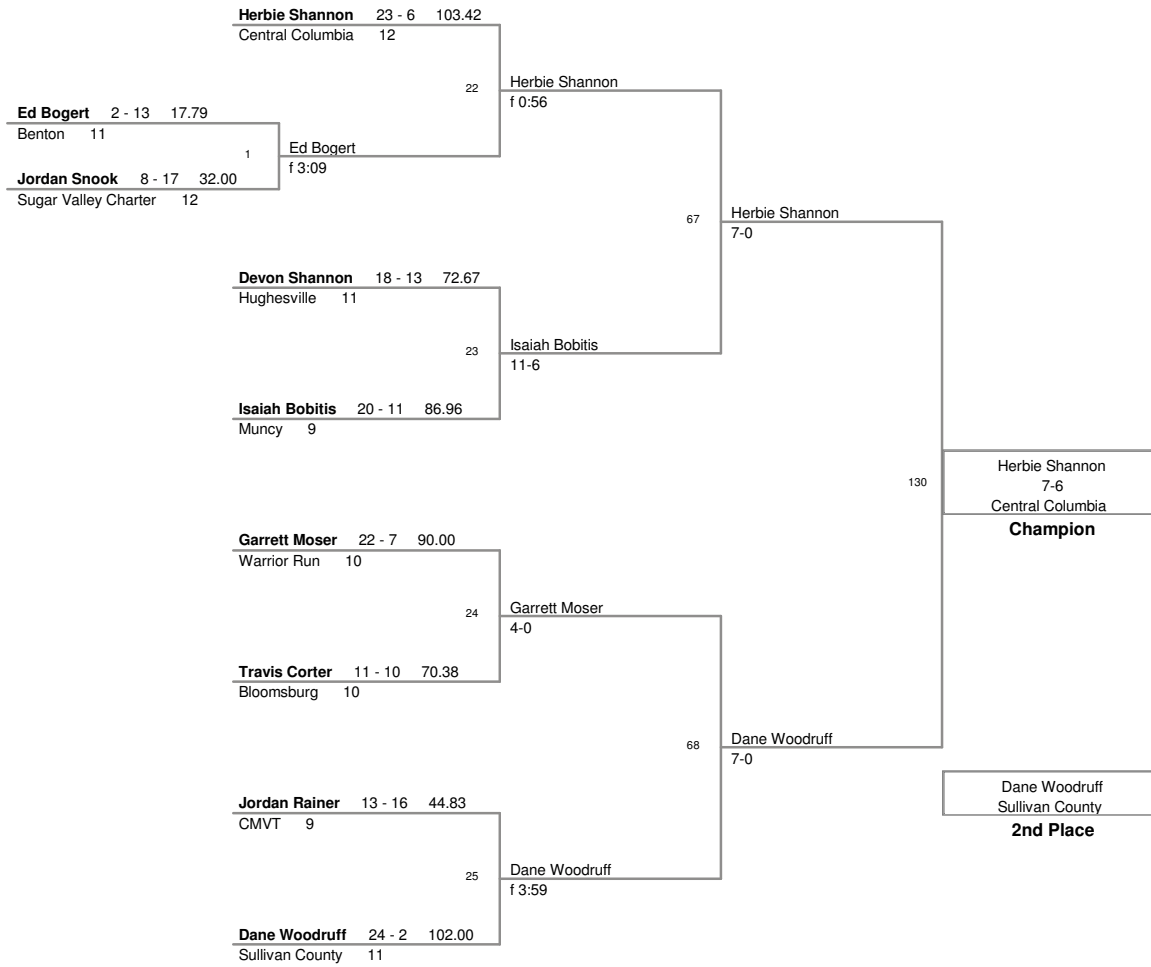 Herbie Shannon 23 - 6 103.42
Central Columbia 12
22
Herbie Shannon
f 0:56
Ed Bogert 2 - 13 17.79
Benton 11
1
Ed Bogert
f 3:09
Jordan Snook 8 - 17 32.00
Sugar Valley Charter 12
67
Herbie Shannon
7-0
Devon Shannon 18 - 13 72.67
Hughesville 11
23
Isaiah Bobitis
11-6
Isaiah Bobitis 20 - 11 86.96
Muncy 9
130
Herbie Shannon
7-6
Central Columbia
Champion
Garrett Moser 22 - 7 90.00
Warrior Run 10
24
Garrett Moser
4-0
Travis Corter 11 - 10 70.38
Bloomsburg 10
68
Dane Woodruff
7-0
Dane Woodruff
Sullivan County
2nd Place
Jordan Rainer 13 - 16 44.83
CMVT 9
25
Dane Woodruff
f 3:59
Dane Woodruff 24 - 2 102.00
Sullivan County 11